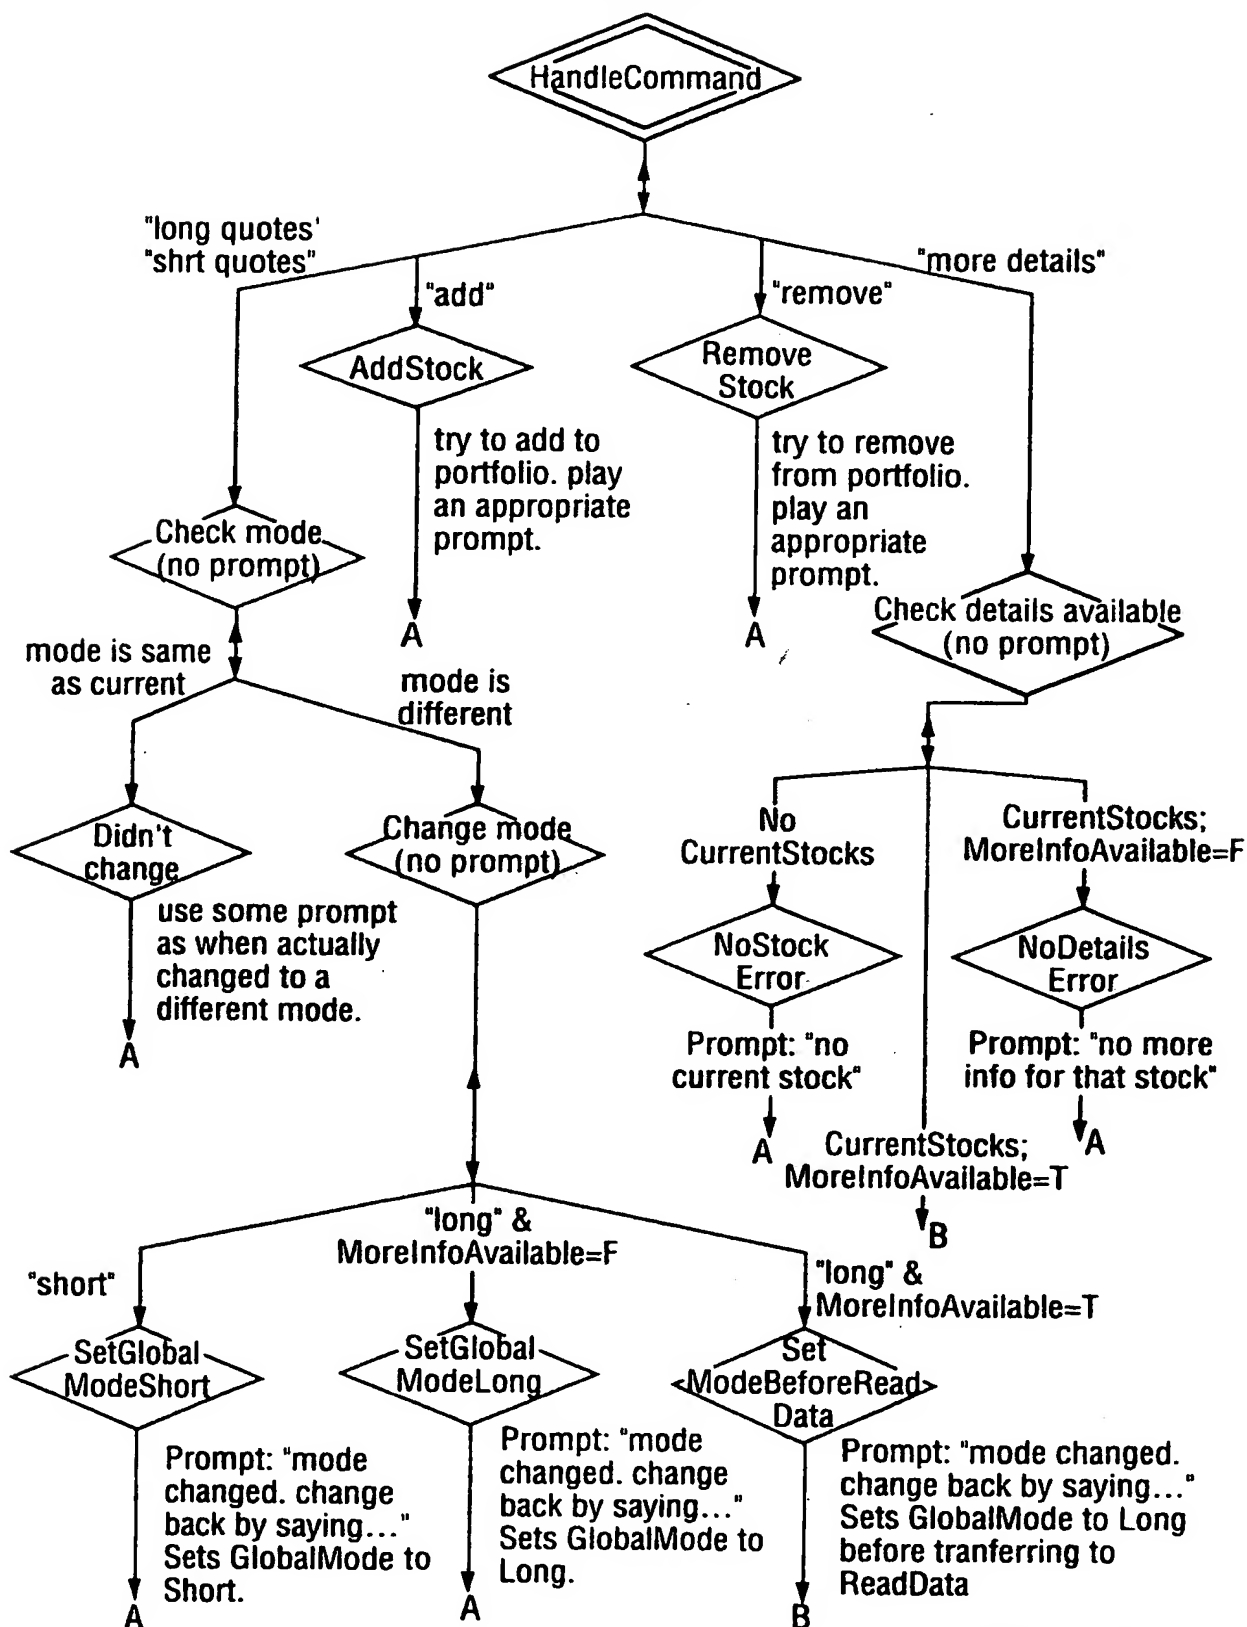 HandleCommand
"long quotes'
"shrt quotes"
"add"
"remove"
"more details"
AddStock
Remove
Stock
try to add to
portfolio. play
an appropriate
prompt.
A
try to remove
from portfolio.
play an
appropriate
prompt.
A
Check mode
(no prompt)
Check details available
(no prompt)
mode is same
as current
mode is
different
Didn't
change
use some prompt
as when actually
changed to a
different mode.
A
Change mode
(no prompt)
No
CurrentStocks
CurrentStocks;
MoreInfoAvailable=F
NoStock
Error
NoDetails
Error
Prompt: "no
current stock"
A
Prompt: "no more
info for that stock"
A
CurrentStocks;
MoreInfoAvailable=T
B
"short"
"long" &
MoreInfoAvailable=F
"long" &
MoreInfoAvailable=T
SetGlobal
ModeShort
SetGlobal
ModeLong
Set
ModeBeforeRead
Data
Prompt: "mode
changed. change
back by saying..."
Sets GlobalMode to
Short.
A
Prompt: "mode
changed. change
back by saying..."
Sets GlobalMode to
Long.
A
Prompt: "mode changed.
change back by saying..."
Sets GlobalMode to Long
before tranferring to
ReadData
B